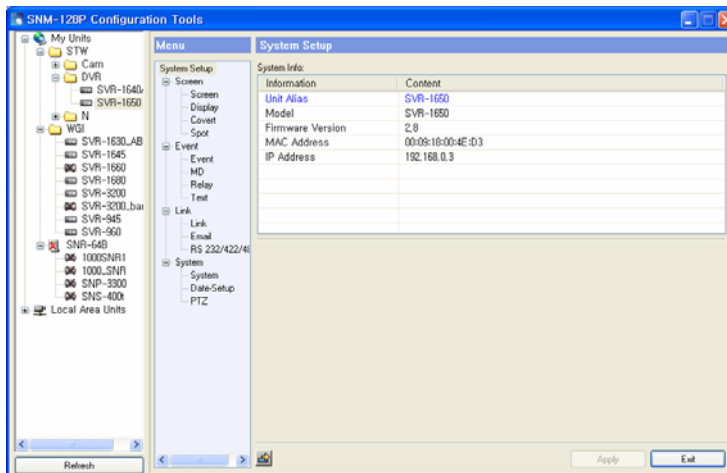 SNM-128P Configuration Tools
My Units
STW
Cam
DVR
SVR-1640
SVR-1650
N
WGI
SVR-1630_AB
SVR-1645
SVR-1660
SVR-1680
SVR-3200
SVR-3200_bar
SVR-945
SVR-960
SNR-64B
1000SNR1
1000_SNR
SNP-3300
SNS-400t
Local Area Units
Refresh
Menu
System Setup
Screen
Screen
Display
Covert
Spot
Event
Event
MD
Relay
Text
Link
Link
Email
RS 232/422/48
System
System
Date-Setup
PTZ
System Setup
System Info:
Information Content
Unit Alias SVR-1650
Model SVR-1650
Firmware Version 2,8
MAC Address 00:09:18:00:4E:D3
IP Address 192,168,0,3
Apply Exit